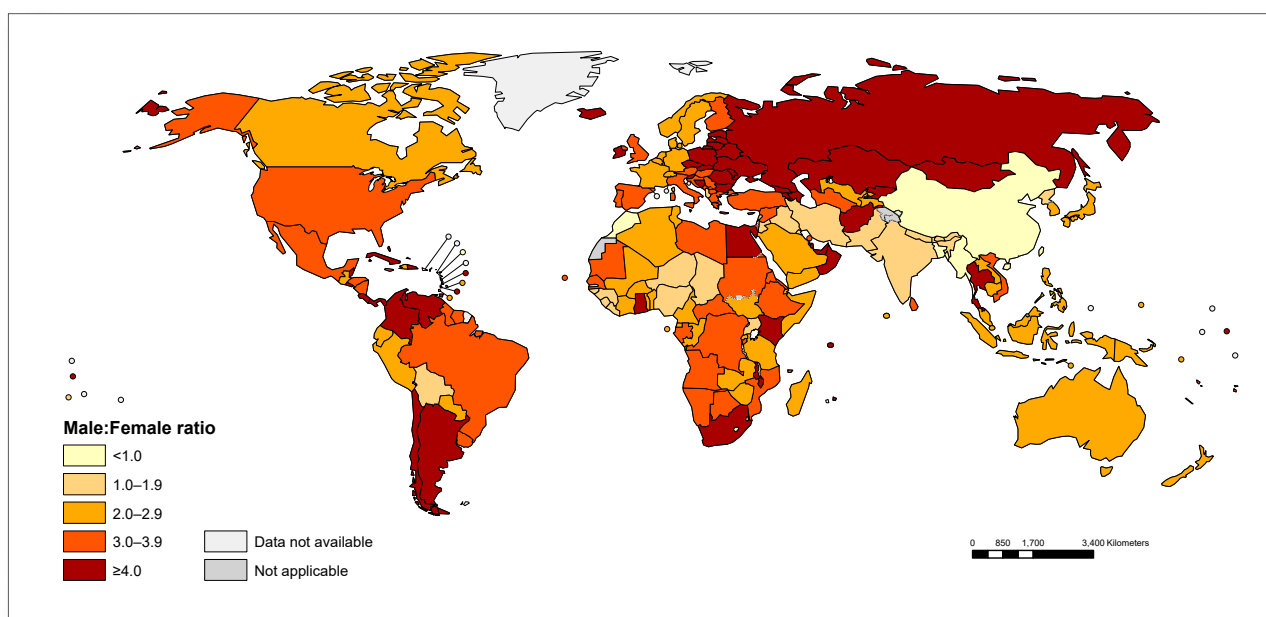 Male:Female ratio
<1.0
1.0–1.9
2.0–2.9
3.0–3.9
≥4.0
Data not available
Not applicable
0 850 1,700 3,400 Kilometers